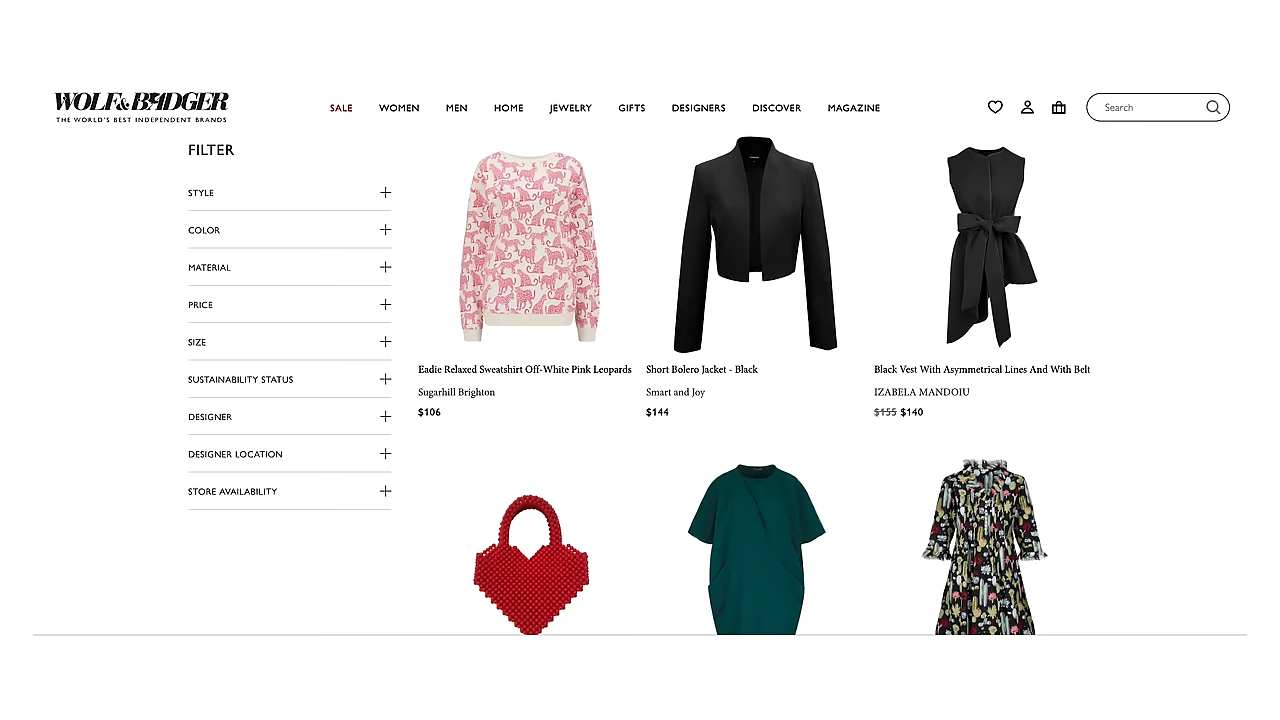 WOLF&BADGER
THE WORLD'S BEST INDEPENDENT BRANDS
SALE WOMEN MEN HOME JEWELRY GIFTS DESIGNERS DISCOVER MAGAZINE
Search
FILTER
STYLE
COLOR
MATERIAL
PRICE
SIZE
SUSTAINABILITY STATUS
DESIGNER
DESIGNER LOCATION
STORE AVAILABILITY
Eadie Relaxed Sweatshirt Off-White Pink Leopards
Sugarhill Brighton
$106
Short Bolero Jacket - Black
Smart and Joy
$144
Black Vest With Asymmetrical Lines And With Belt
IZABELA MANDOIU
$155 $140